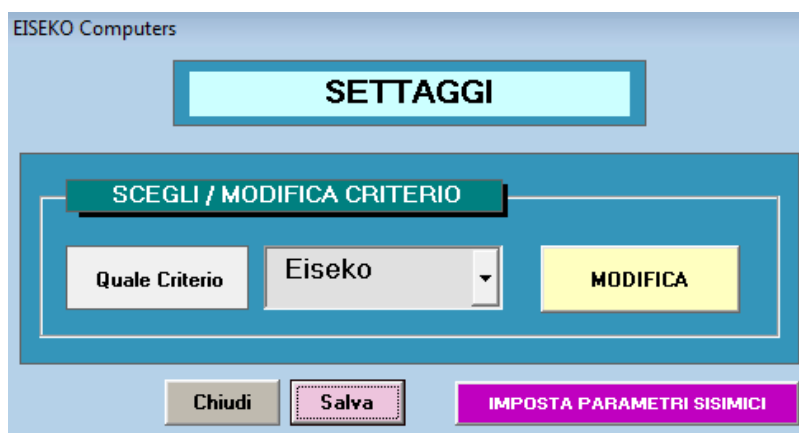 EISEKO Computers
SETTAGGI
SCEGLI / MODIFICA CRITERIO
Quale Criterio
Eiseko
MODIFICA
Chiudi
Salva
IMPOSTA PARAMETRI SISIMICI